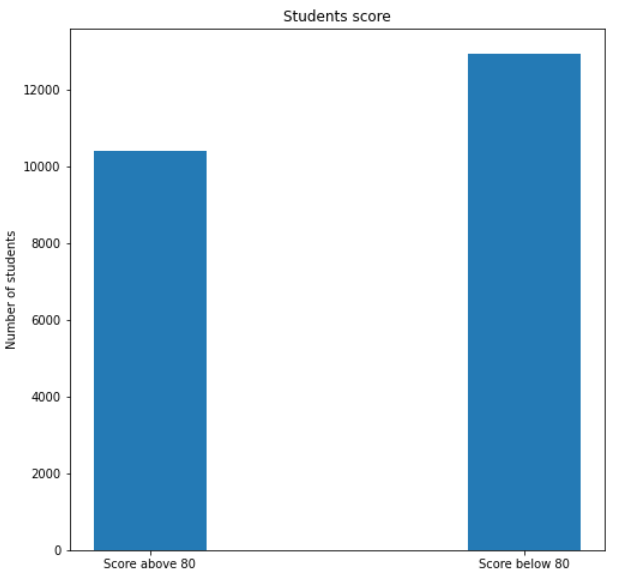 Students score
Number of students
12000
10000
8000
6000
4000
2000
0
Score above 80
Score below 80